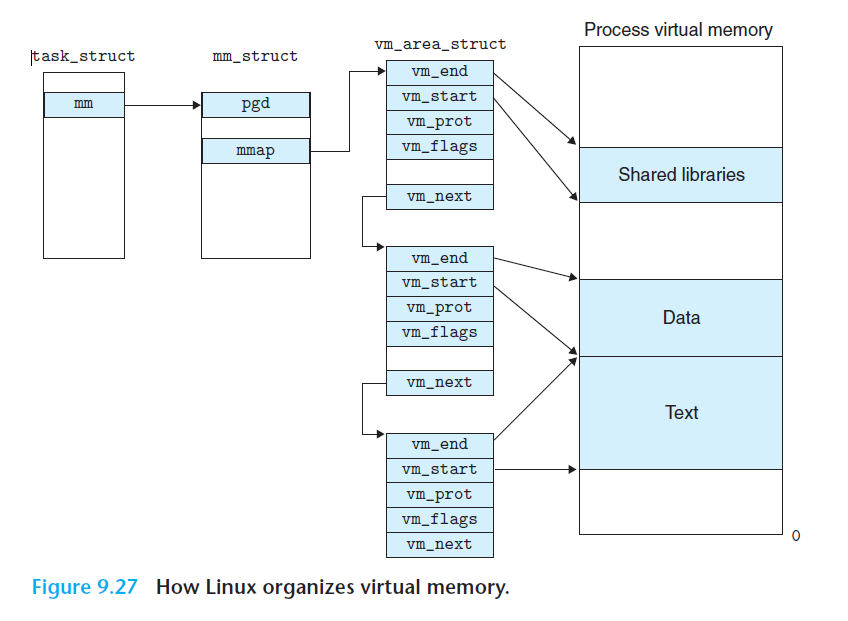 Process virtual memory
vm_area_struct
task_struct
mm_struct
mm
pgd
mmap
vm_end
vm_start
vm_prot
vm_flags
vm_next
vm_end
vm_start
vm_prot
vm_flags
vm_next
vm_end
vm_start
vm_prot
vm_flags
vm_next
Shared libraries
Data
Text
0
Figure 9.27 How Linux organizes virtual memory.